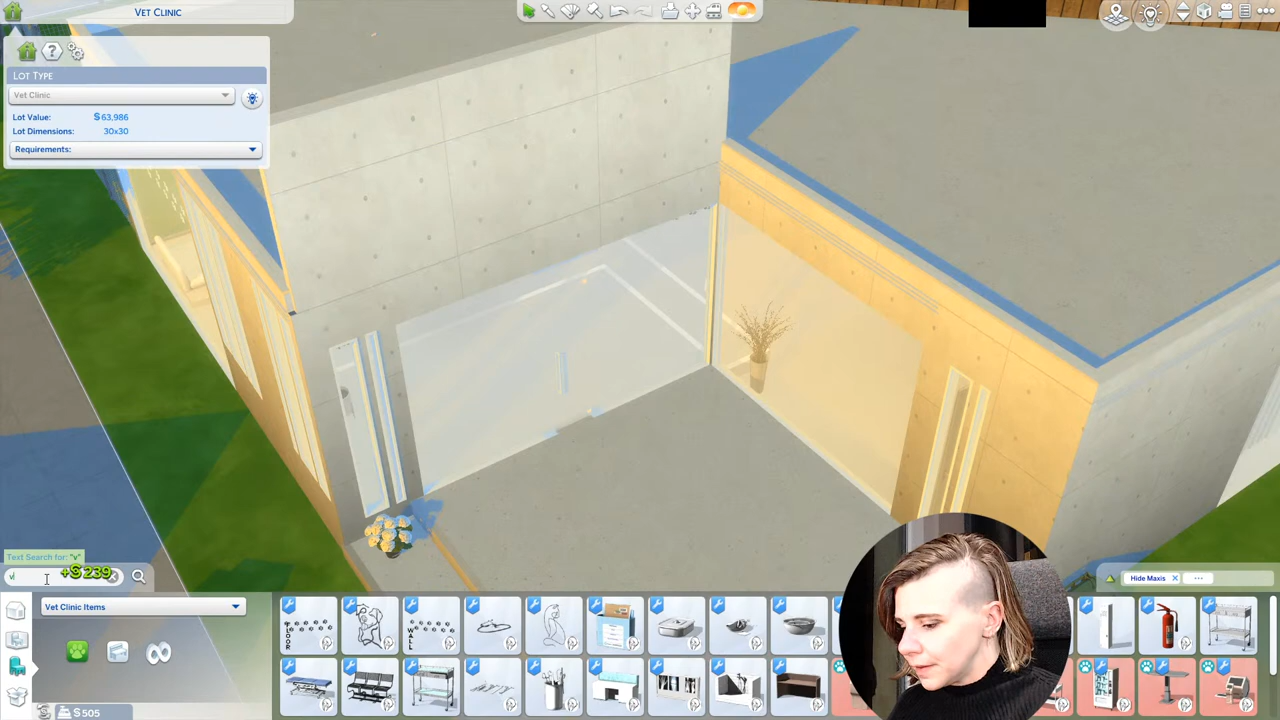 VET CLINIC
LOT TYPE
Vet Clinic
Lot Value: §63,986
Lot Dimensions: 30x30
Requirements:
Text Search for: "v"
v
+§239
Hide Maxis ×
...
Vet Clinic Items
§505